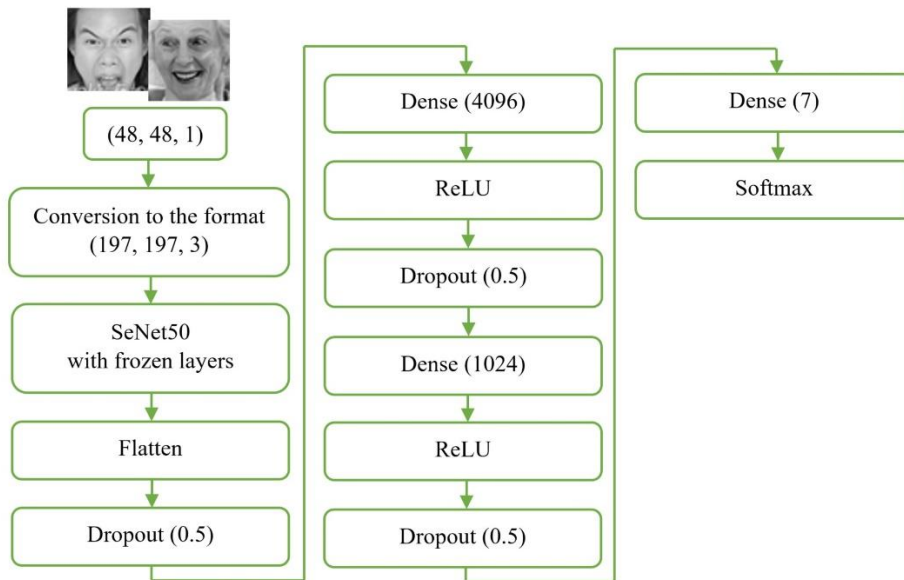 (48, 48, 1)
Conversion to the format
(197, 197, 3)
SeNet50
with frozen layers
Flatten
Dropout (0.5)
Dense (4096)
ReLU
Dropout (0.5)
Dense (1024)
ReLU
Dropout (0.5)
Dense (7)
Softmax